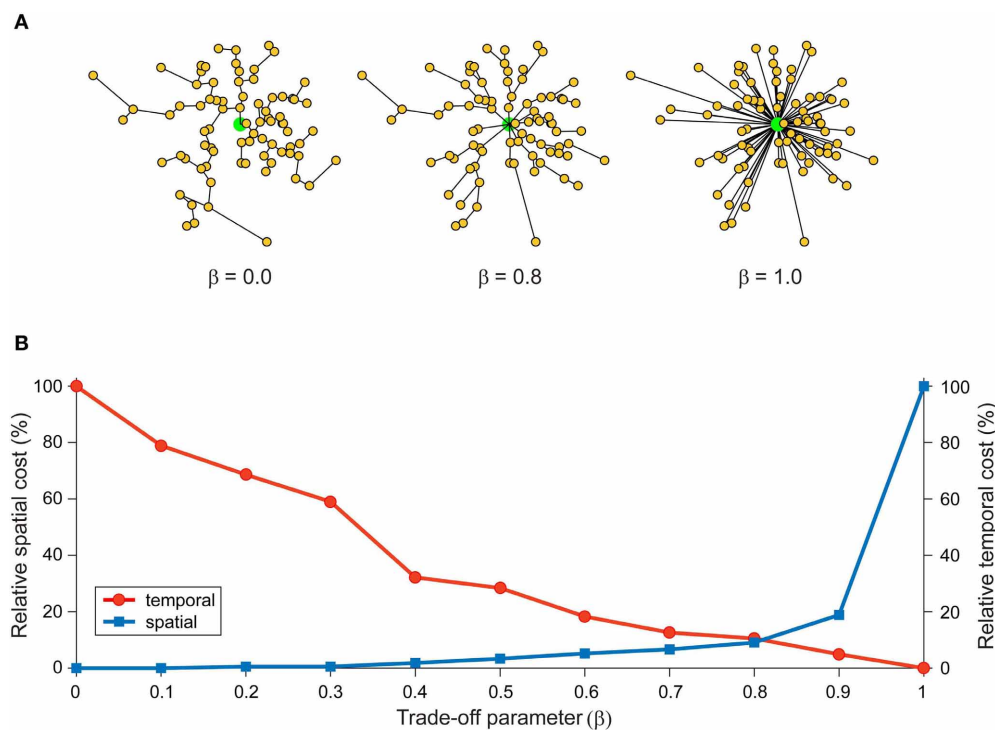 A
β = 0.0
β = 0.8
β = 1.0
B
Relative spatial cost (%)
100
80
60
40
20
0
temporal
spatial
100
80
60
40
20
0
Relative temporal cost (%)
0 0.1 0.2 0.3 0.4 0.5 0.6 0.7 0.8 0.9 1
Trade-off parameter (β)